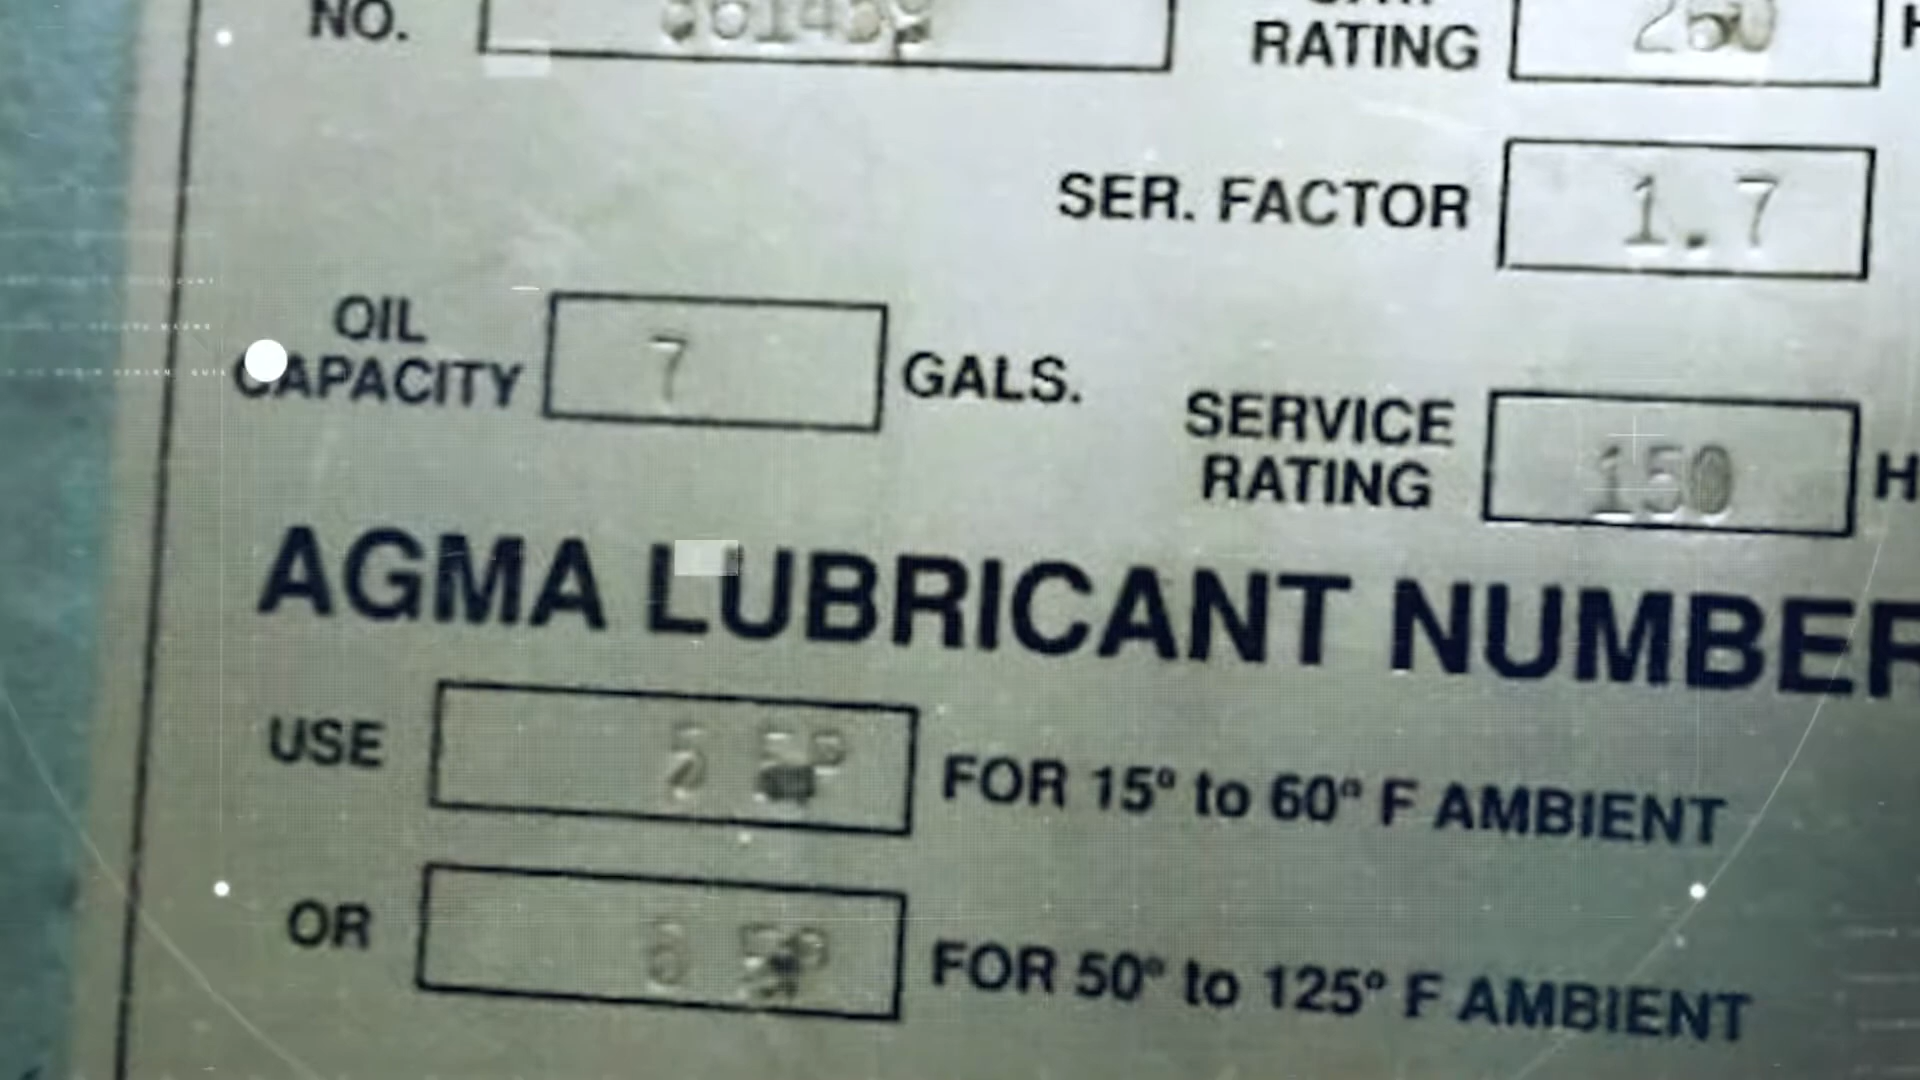 NO.
RATING
SER. FACTOR 1.7
OIL
CAPACITY 7 GALS.
SERVICE
RATING 150
AGMA LUBRICANT NUMBER
USE FOR 15° to 60° F AMBIENT
OR FOR 50° to 125° F AMBIENT